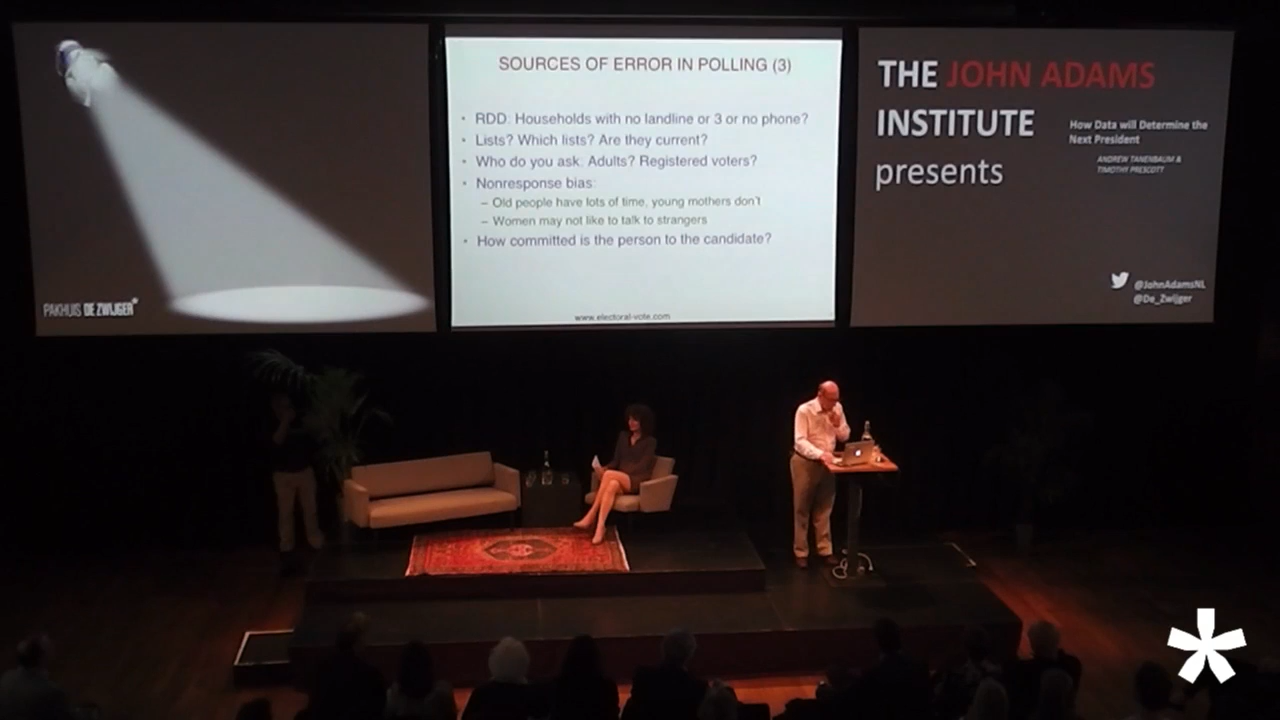 PAKHUIS DE ZWIJGER
SOURCES OF ERROR IN POLLING (3)
• RDD: Households with no landline or 3 or no phone?
• Lists? Which lists? Are they current?
• Who do you ask: Adults? Registered voters?
• Nonresponse bias:
– Old people have lots of time, young mothers don't
– Women may not like to talk to strangers
• How committed is the person to the candidate?
www.electoral-vote.com
THE JOHN ADAMS
INSTITUTE
presents
How Data will Determine the
Next President
ANDREW TANENBAUM &
TIMOTHY PRESCOTT
@JohnAdamsNL
@De_Zwijger